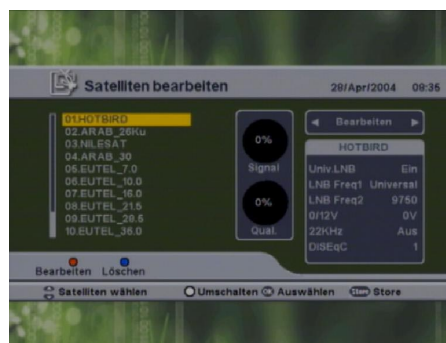 Satelliten bearbeiten
28/Apr/2004 09:35
01.HOTBIRD
02.ARAB_26Ku
03.NILESAT
04.ARAB_30
05.EUTEL_7.0
06.EUTEL_10.0
07.EUTEL_16.0
08.EUTEL_21.5
09.EUTEL_28.5
10.EUTEL_36.0
0%
Signal
0%
Qual.
Bearbeiten
HOTBIRD
Univ.LNB Ein
LNB Freq1 Universal
LNB Freq2 9750
0/12V 0V
22KHz Aus
DISEqC 1
Bearbeiten Löschen
Satelliten wählen Umschalten OK Auswählen Store Store